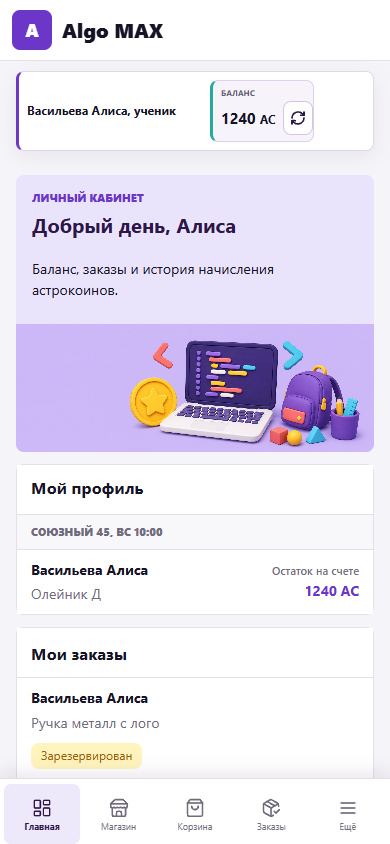 A
Algo MAX
Васильева Алиса, ученик
БАЛАНС
1240 АС
ЛИЧНЫЙ КАБИНЕТ
Добрый день, Алиса
Баланс, заказы и история начисления
астрокоинов.
Мой профиль
СОЮЗНЫЙ 45, ВС 10:00
Васильева Алиса
Остаток на счете
Олейник Д
1240 АС
Мои заказы
Васильева Алиса
Ручка металл с лого
Зарезервирован
Главная
Магазин
Корзина
Заказы
Ещё